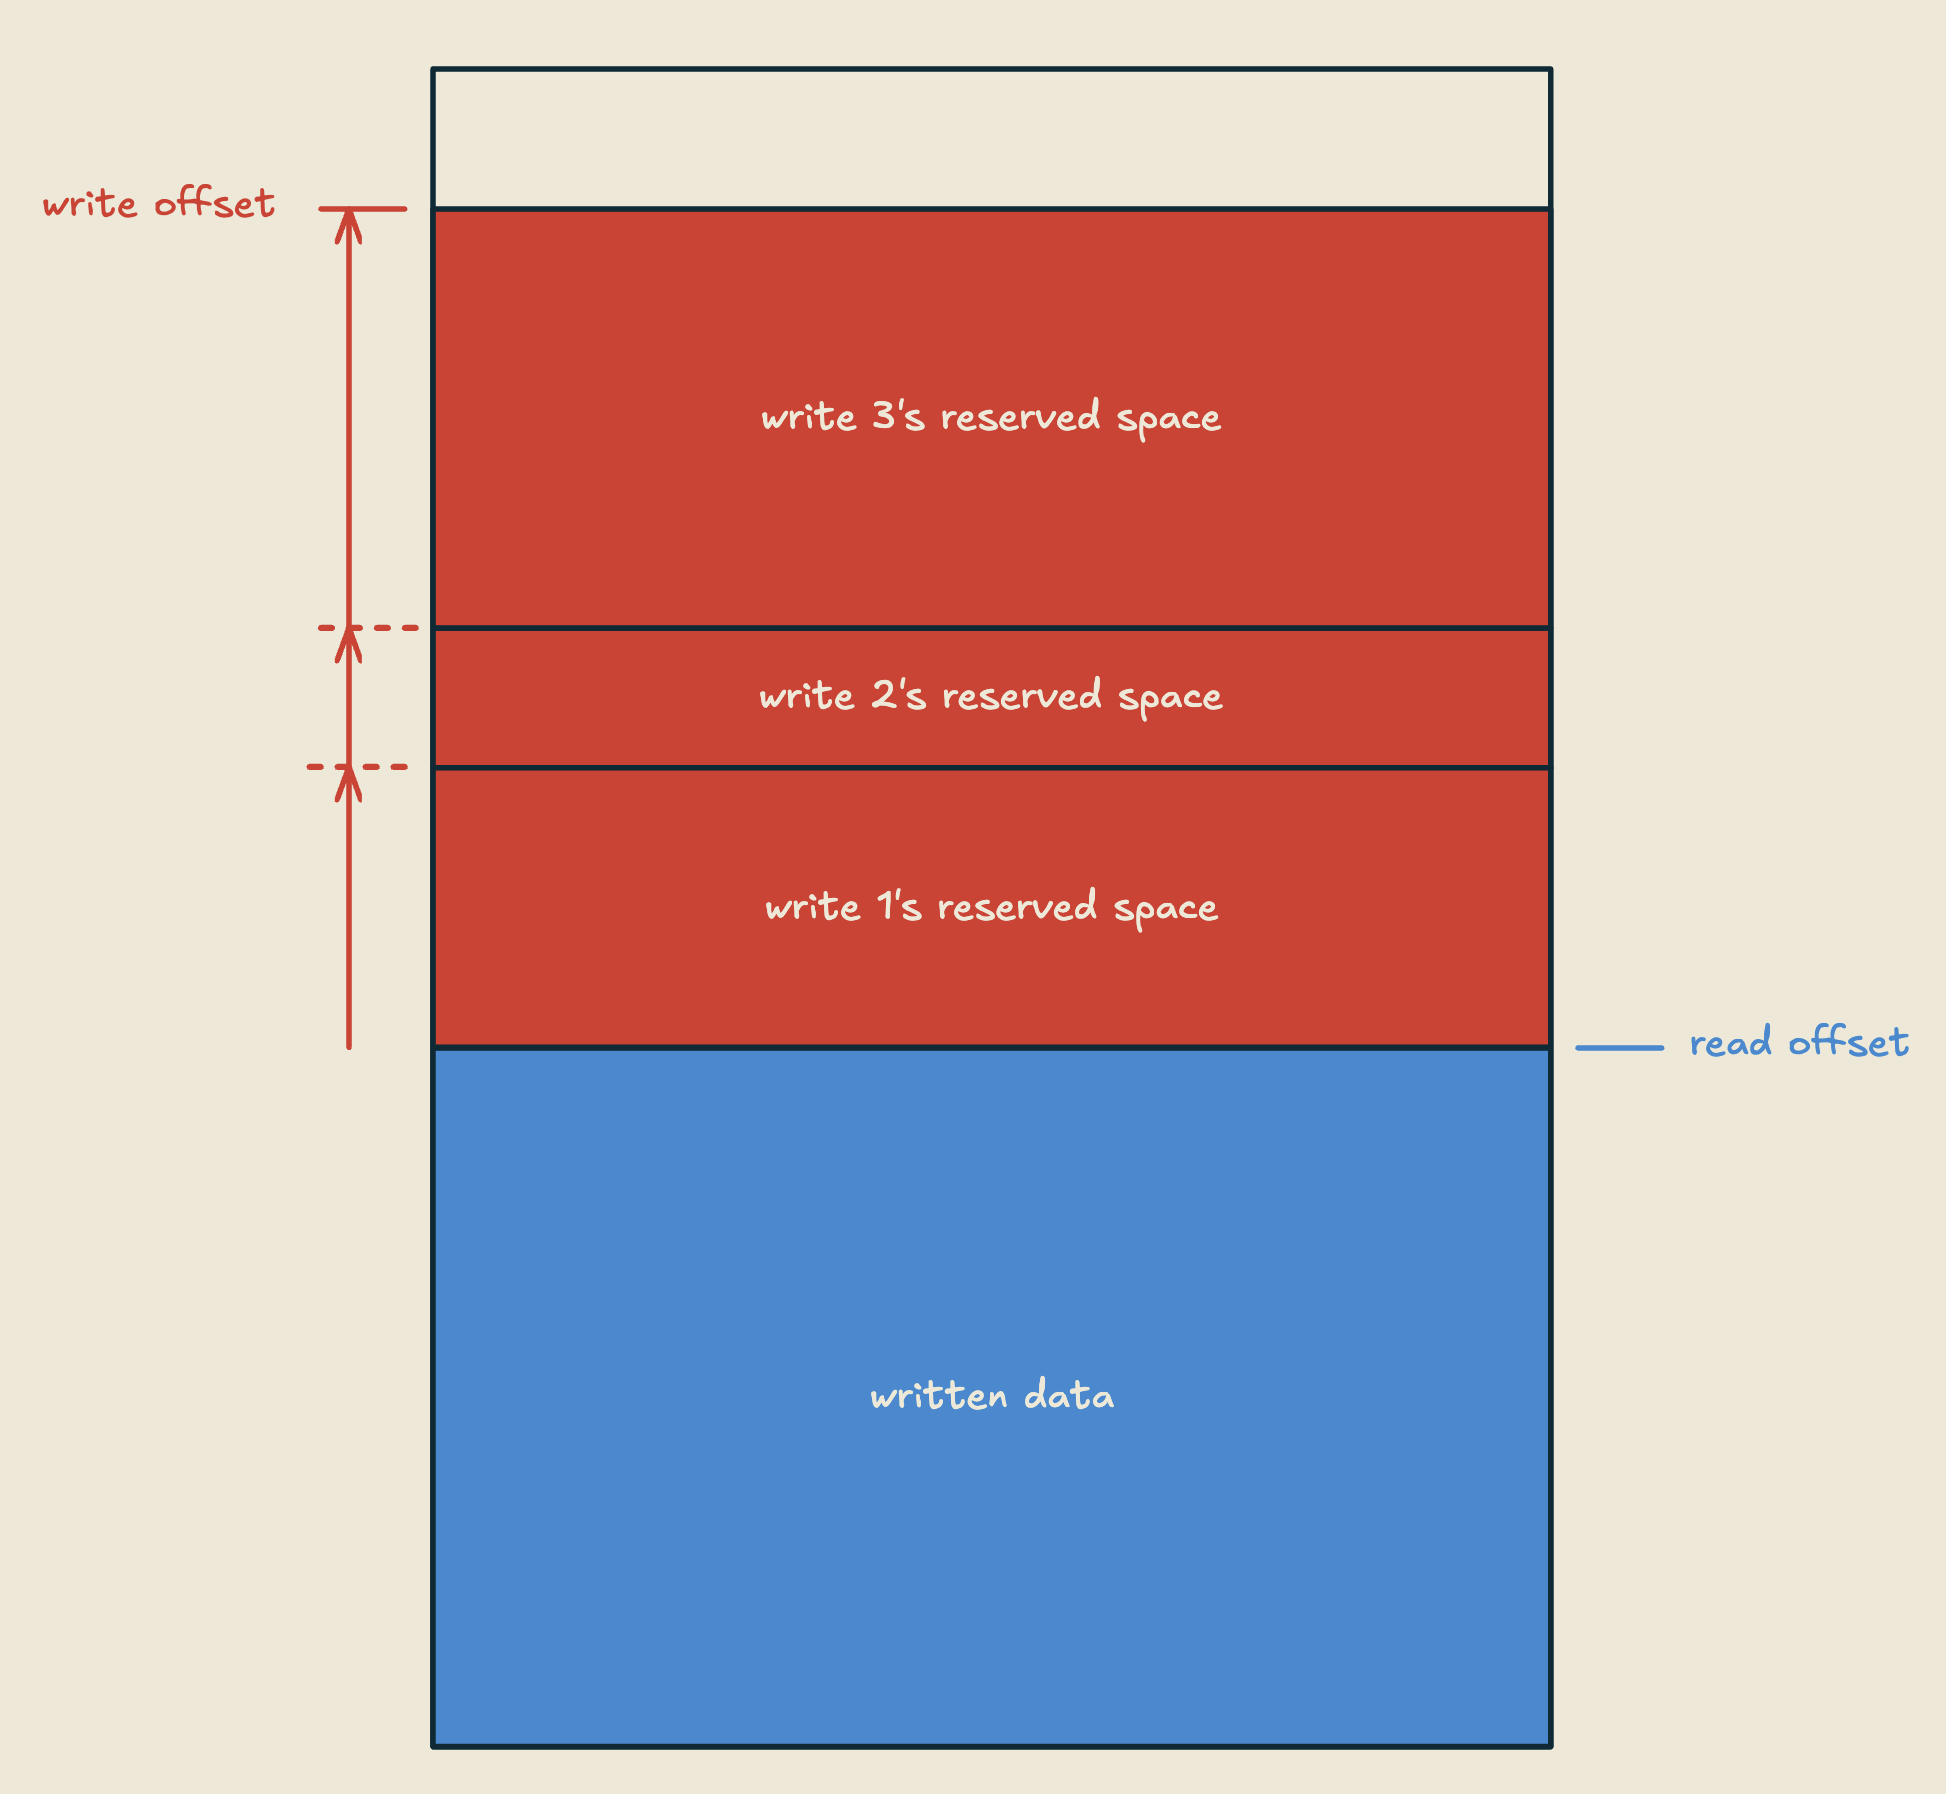 write offset
write 3's reserved space
write 2's reserved space
write 1's reserved space
read offset
written data